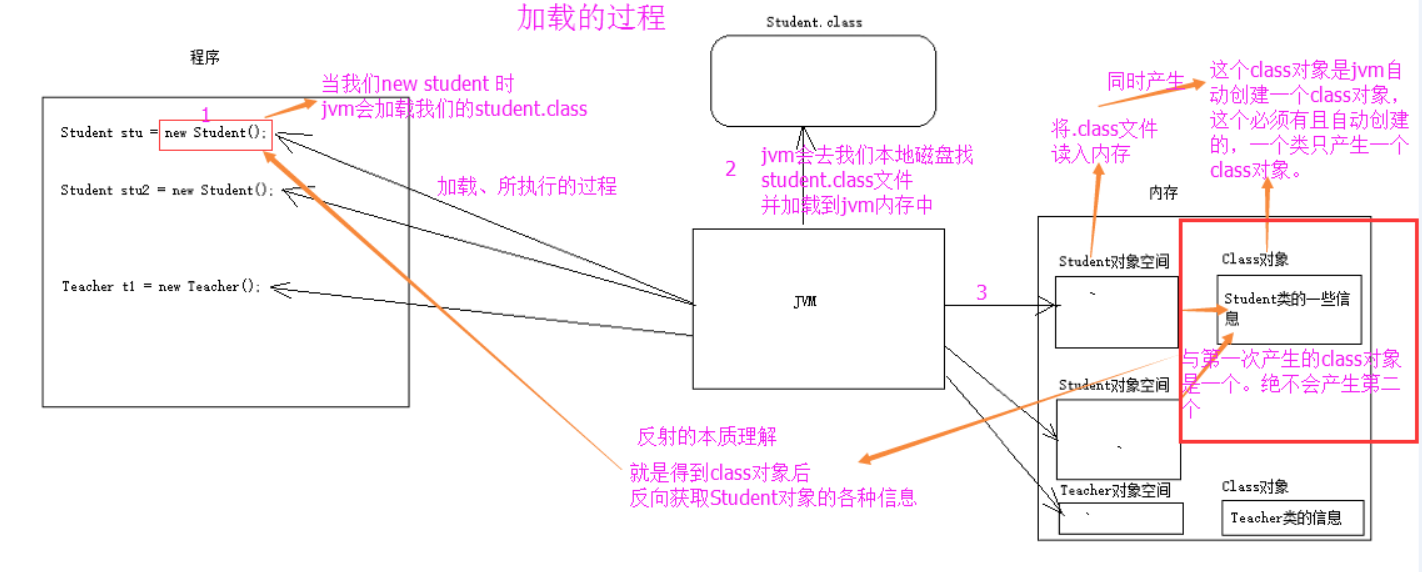 加载的过程
Student.class
程序
当我们new student 时
jvm会加载我们的student.class
1
Student stu = new Student();
Student stu2 = new Student();
Teacher t1 = new Teacher();
加载、所执行的过程
2
jvm会去我们本地磁盘找
student.class文件
并加载到jvm内存中
JVM
3
同时产生
将.class文件
读入内存
这个class对象是jvm自
动创建一个class对象，
这个必须有且自动创建
的，一个类只产生一个
class对象。
内存
Student对象空间
Class对象
Student类的一些信
息
与第一次产生的class对象
是一个。绝不会产生第二
个
Student对象空间
反射的本质理解
就是得到class对象后
反向获取Student对象的各种信息
Teacher对象空间
Class对象
Teacher类的信息